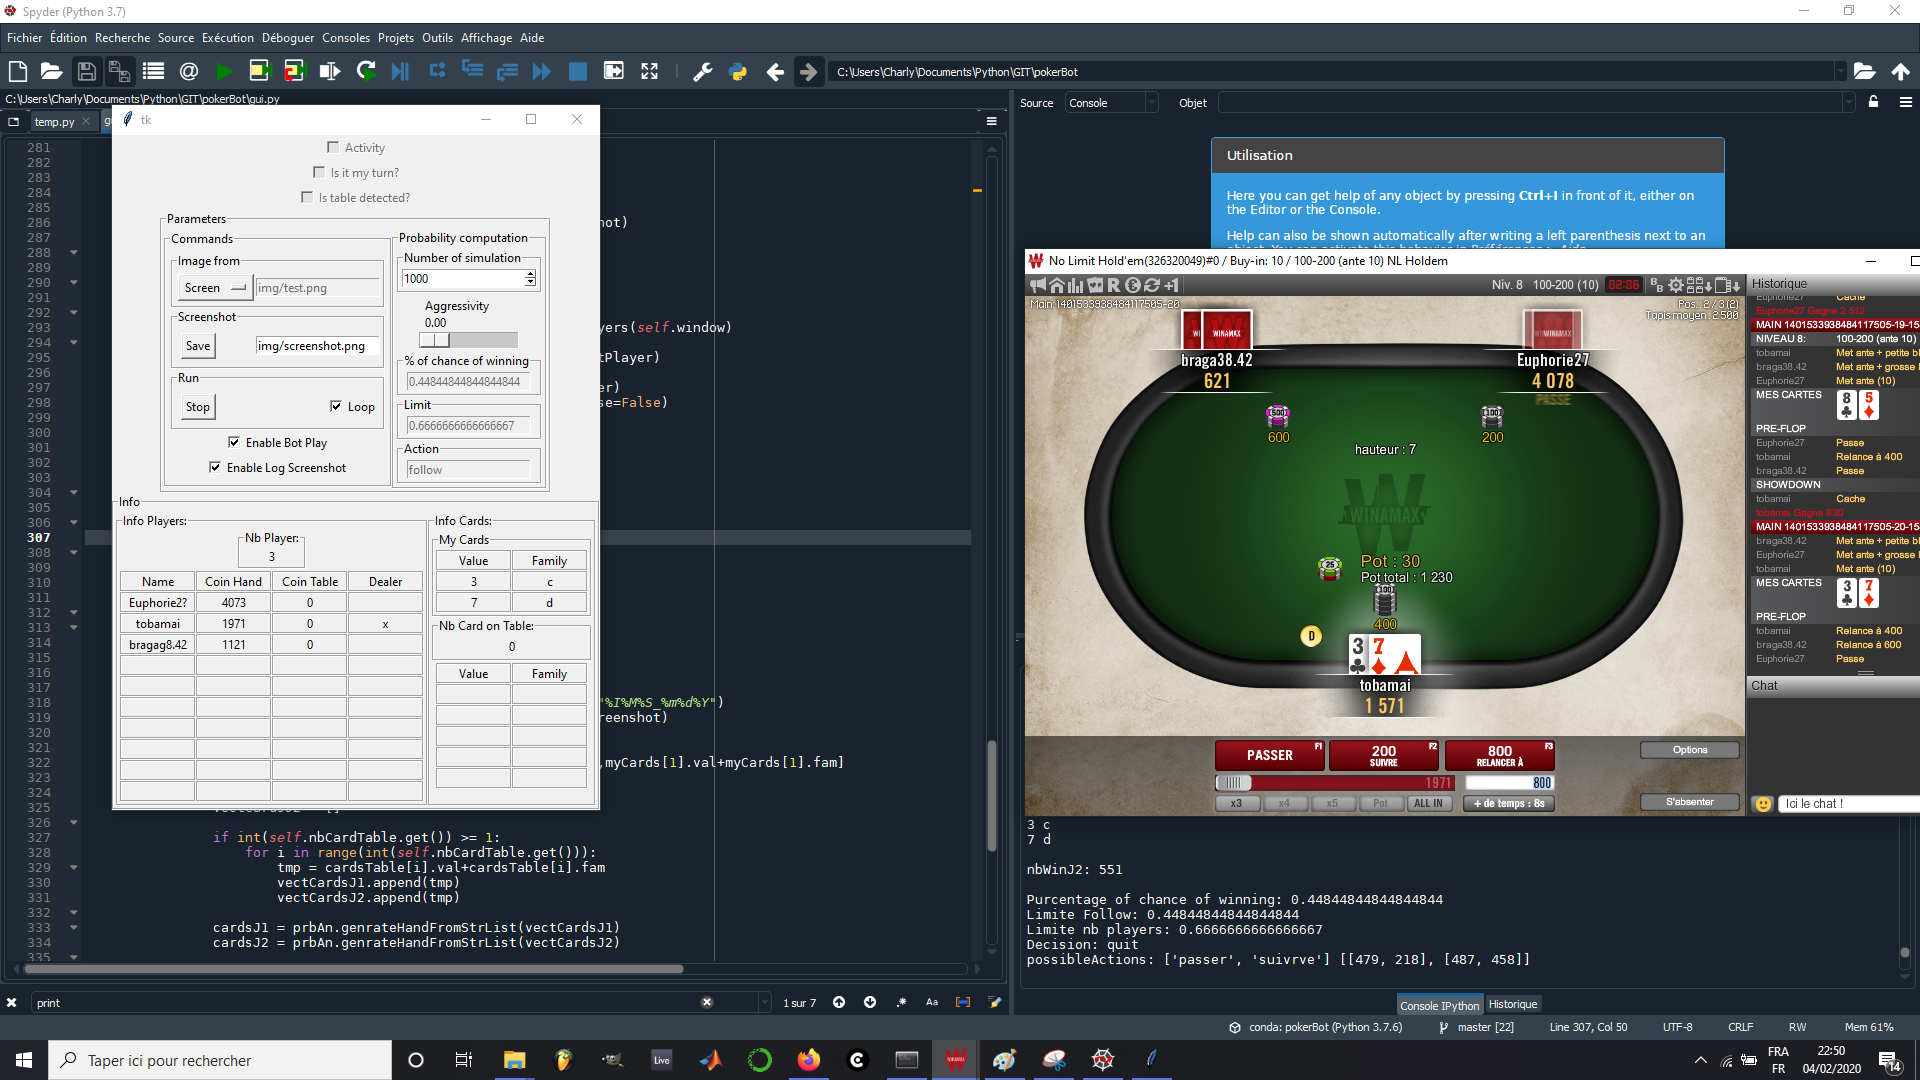 Spyder (Python 3.7)
Fichier Édition Recherche Source Exécution Déboguer Consoles Projets Outils Affichage Aide
C:\Users\Charly\Documents\Python\GIT\pokerBot
C:\Users\Charly\Documents\Python\GIT\pokerBot\gui.py
temp.py
tk
Activity
Is it my turn?
Is table detected?
Parameters
Commands
Image from
Screen img/test.png
Screenshot
Save img/screenshot.png
Run
Stop Loop
Enable Bot Play
Enable Log Screenshot
Probability computation
Number of simulation
1000
Aggressivity
0.00
% of chance of winning
0.44844844844844844
Limit
0.6666666666666667
Action
follow
Info
Info Players:
Nb Player:
3
Name Coin Hand Coin Table Dealer
Euphorie2? 4073 0
tobamai 1971 0 x
bragag8.42 1121 0
Info Cards:
My Cards
Value Family
3 c
7 d
Nb Card on Table:
0
Value Family
281
282
283
284
285
286 not)
287
288
289
290
291
292
293 yers(self.window)
294
295 tPlayer)
296
297 er)
298 se=False)
299
300
301
302
303
304
305
306
307
308
309
310
311
312
313
314
315
316
317
318 "%I%M%S_%m%d%Y")
319 eenshot)
320
321
322 ,myCards[1].val+myCards[1].fam]
323
324
325
326
327 if int(self.nbCardTable.get()) >= 1:
328 for i in range(int(self.nbCardTable.get())):
329 tmp = cardsTable[i].val+cardsTable[i].fam
330 vectCardsJ1.append(tmp)
331 vectCardsJ2.append(tmp)
332
333 cardsJ1 = prbAn.genrateHandFromStrList(vectCardsJ1)
334 cardsJ2 = prbAn.genrateHandFromStrList(vectCardsJ2)
335
print 1 sur 7 Aa
Source Console Objet
Utilisation
Here you can get help of any object by pressing Ctrl+I in front of it, either on
the Editor or the Console.
Help can also be shown automatically after writing a left parenthesis next to an
No Limit Hold'em(326320049)#0 / Buy-in: 10 / 100-200 (ante 10) NL Holdem
Niv. 8 100-200 (10)
Main:1401533938484117505-20
Pos : 2 / 3 (2)
Tapis moyen : 2 500
braga38.42
621
Euphorie27
4 078
PASSE
600
200
hauteur : 7
WINAMAX
Pot : 30
Pot total : 1 230
400
D
3 7
tobamai
1 571
PASSER F1
200 SUIVRE F2
800 RELANCER À F3
1971 800
x3 x4 x5 Pot ALL IN + de temps : 8s
Options
S'absenter
Historique
Euphorie27 Cache
Euphorie27 Gagne 2 512
MAIN 1401533938484117505-19-15
NIVEAU 8: 100-200 (ante 10)
tobamai Met ante + petite bl
braga38.42 Met ante + grosse
Euphorie27 Met ante (10)
MES CARTES 8 5
PRE-FLOP
Euphorie27 Passe
tobamai Relance à 400
braga38.42 Passe
SHOWDOWN
tobamai Cache
tobamai Gagne 630
MAIN 1401533938484117505-20-15
braga38.42 Met ante + petite bl
Euphorie27 Met ante + grosse
tobamai Met ante (10)
MES CARTES 3 7
PRE-FLOP
tobamai Relance à 400
braga38.42 Relance à 600
Euphorie27 Passe
Chat
Ici le chat !
3 c
7 d
nbWinJ2: 551
Purcentage of chance of winning: 0.44844844844844844
Limite Follow: 0.44844844844844844
Limite nb players: 0.6666666666666667
Decision: quit
possibleActions: ['passer', 'suivrve'] [[479, 218], [487, 458]]
Console IPython Historique
conda: pokerBot (Python 3.7.6) master [22] Line 307, Col 50 UTF-8 CRLF RW Mem 61%
Taper ici pour rechercher
Live
FRA
FR
22:50
04/02/2020
14